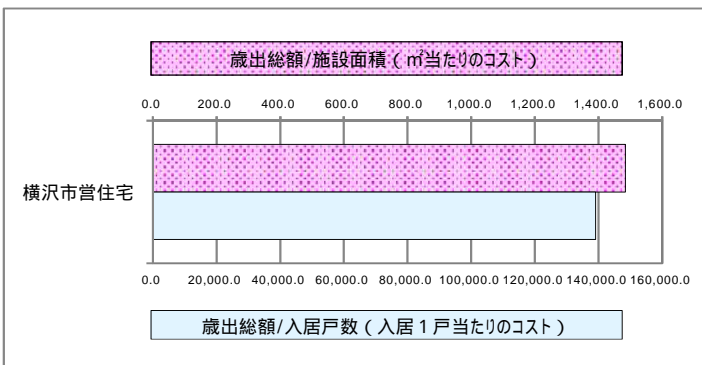 歳出総額/施設面積(㎡当たりのコスト)
0.0 200.0 400.0 600.0 800.0 1,000.0 1,200.0 1,400.0 1,600.0
横沢市営住宅
0.0 20,000.0 40,000.0 60,000.0 80,000.0 100,000.0 120,000.0 140,000.0 160,000.0
歳出総額/入居戸数(入居1戸当たりのコスト)